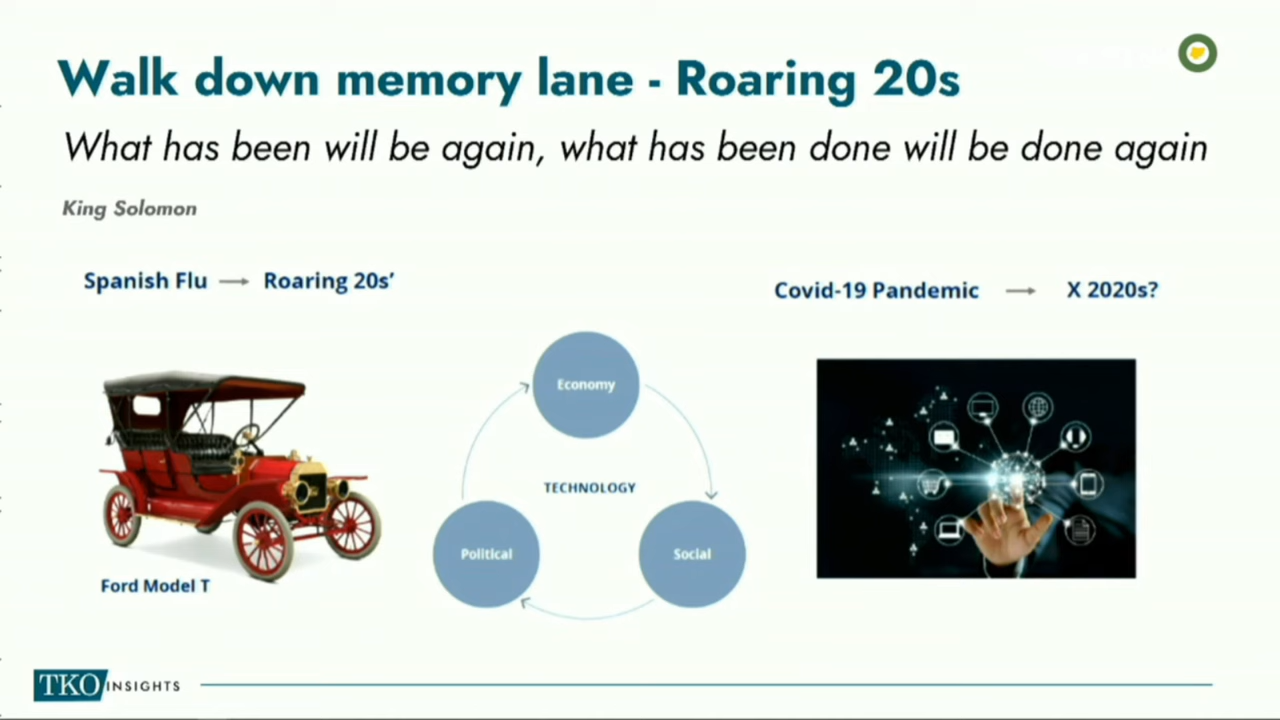 Walk down memory lane - Roaring 20s
What has been will be again, what has been done will be done again
King Solomon
Spanish Flu → Roaring 20s’
Covid-19 Pandemic → X 2020s?
Economy
TECHNOLOGY
Political
Social
Ford Model T
TKO INSIGHTS